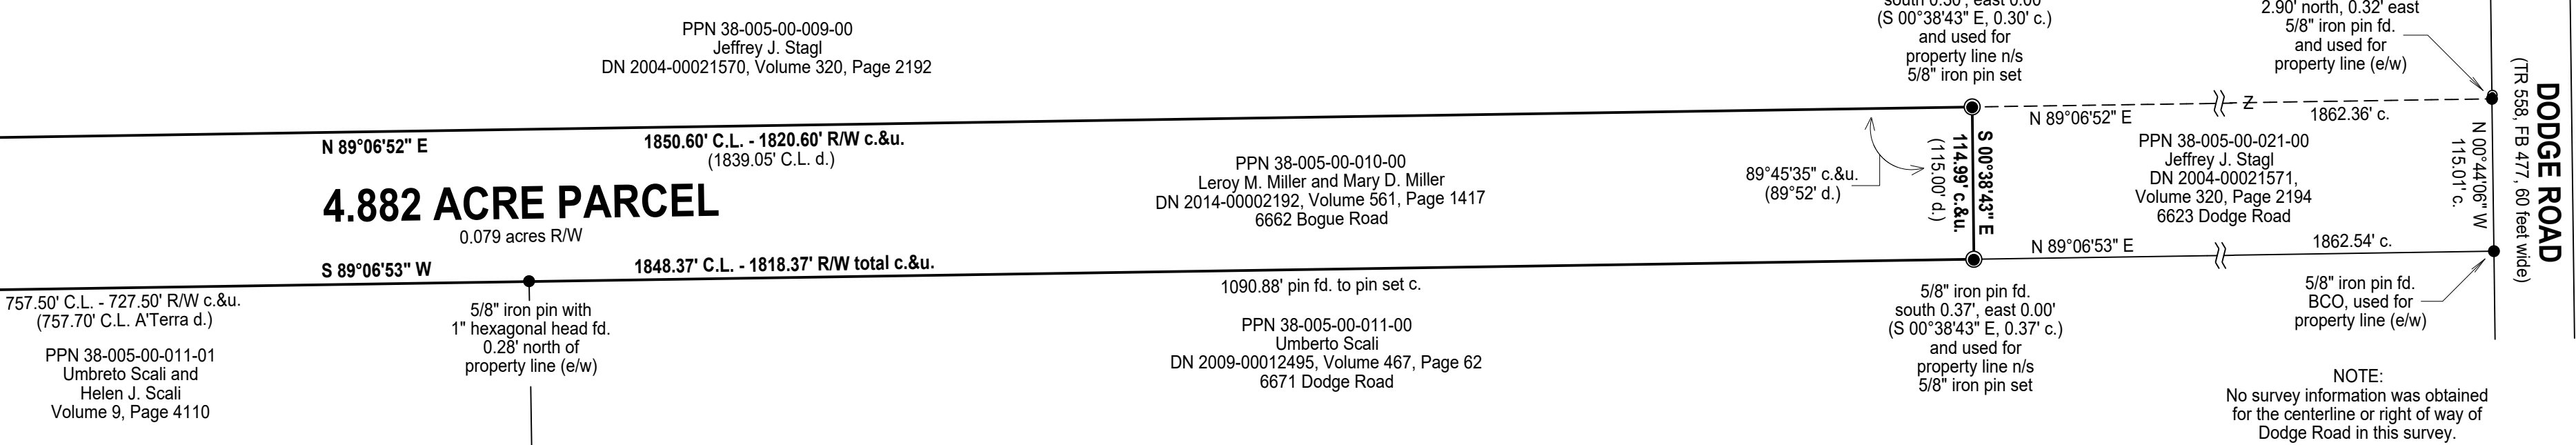 PPN 38-005-00-009-00
Jeffrey J. Stagl
DN 2004-00021570, Volume 320, Page 2192
(S 00°38'43" E, 0.30' c.)
and used for
property line n/s
5/8" iron pin set
2.90' north, 0.32' east
5/8" iron pin fd.
and used for
property line (e/w)
N 89°06'52" E
1850.60' C.L. - 1820.60' R/W c.&u.
(1839.05' C.L. d.)
4.882 ACRE PARCEL
0.079 acres R/W
PPN 38-005-00-010-00
Leroy M. Miller and Mary D. Miller
DN 2014-00002192, Volume 561, Page 1417
6662 Bogue Road
89°45'35" c.&u.
(89°52' d.)
S 00°38'43" E
114.99' c.&u.
(115.00' d.)
N 89°06'52" E
Z
1862.36' c.
PPN 38-005-00-021-00
Jeffrey J. Stagl
DN 2004-00021571,
Volume 320, Page 2194
6623 Dodge Road
N 00°44'06" W
115.01' c.
DODGE ROAD
(TR 558, FB 477, 60 feet wide)
S 89°06'53" W
1848.37' C.L. - 1818.37' R/W total c.&u.
N 89°06'53" E
1862.54' c.
757.50' C.L. - 727.50' R/W c.&u.
(757.70' C.L. A'Terra d.)
PPN 38-005-00-011-01
Umbreto Scali and
Helen J. Scali
Volume 9, Page 4110
5/8" iron pin with
1" hexagonal head fd.
0.28' north of
property line (e/w)
1090.88' pin fd. to pin set c.
PPN 38-005-00-011-00
Umberto Scali
DN 2009-00012495, Volume 467, Page 62
6671 Dodge Road
5/8" iron pin fd.
south 0.37', east 0.00'
(S 00°38'43" E, 0.37' c.)
and used for
property line n/s
5/8" iron pin set
5/8" iron pin fd.
BCO, used for
property line (e/w)
NOTE:
No survey information was obtained
for the centerline or right of way of
Dodge Road in this survey.